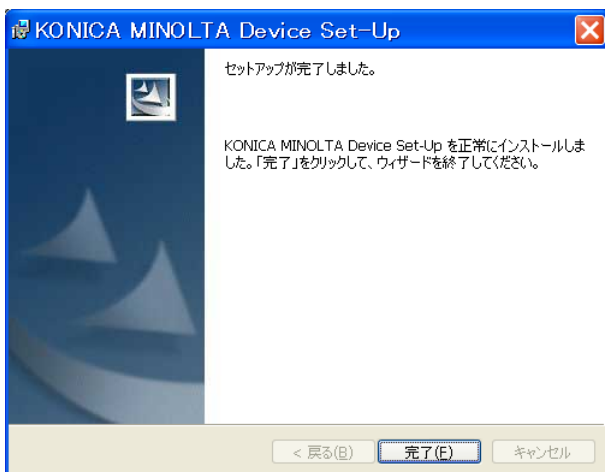 KONICA MINOLTA Device Set-Up
セットアップが完了しました。
KONICA MINOLTA Device Set-Up を正常にインストールしま
した。「完了」をクリックして、ウィザードを終了してください。
< 戻る(B)
完了(F)
キャンセル